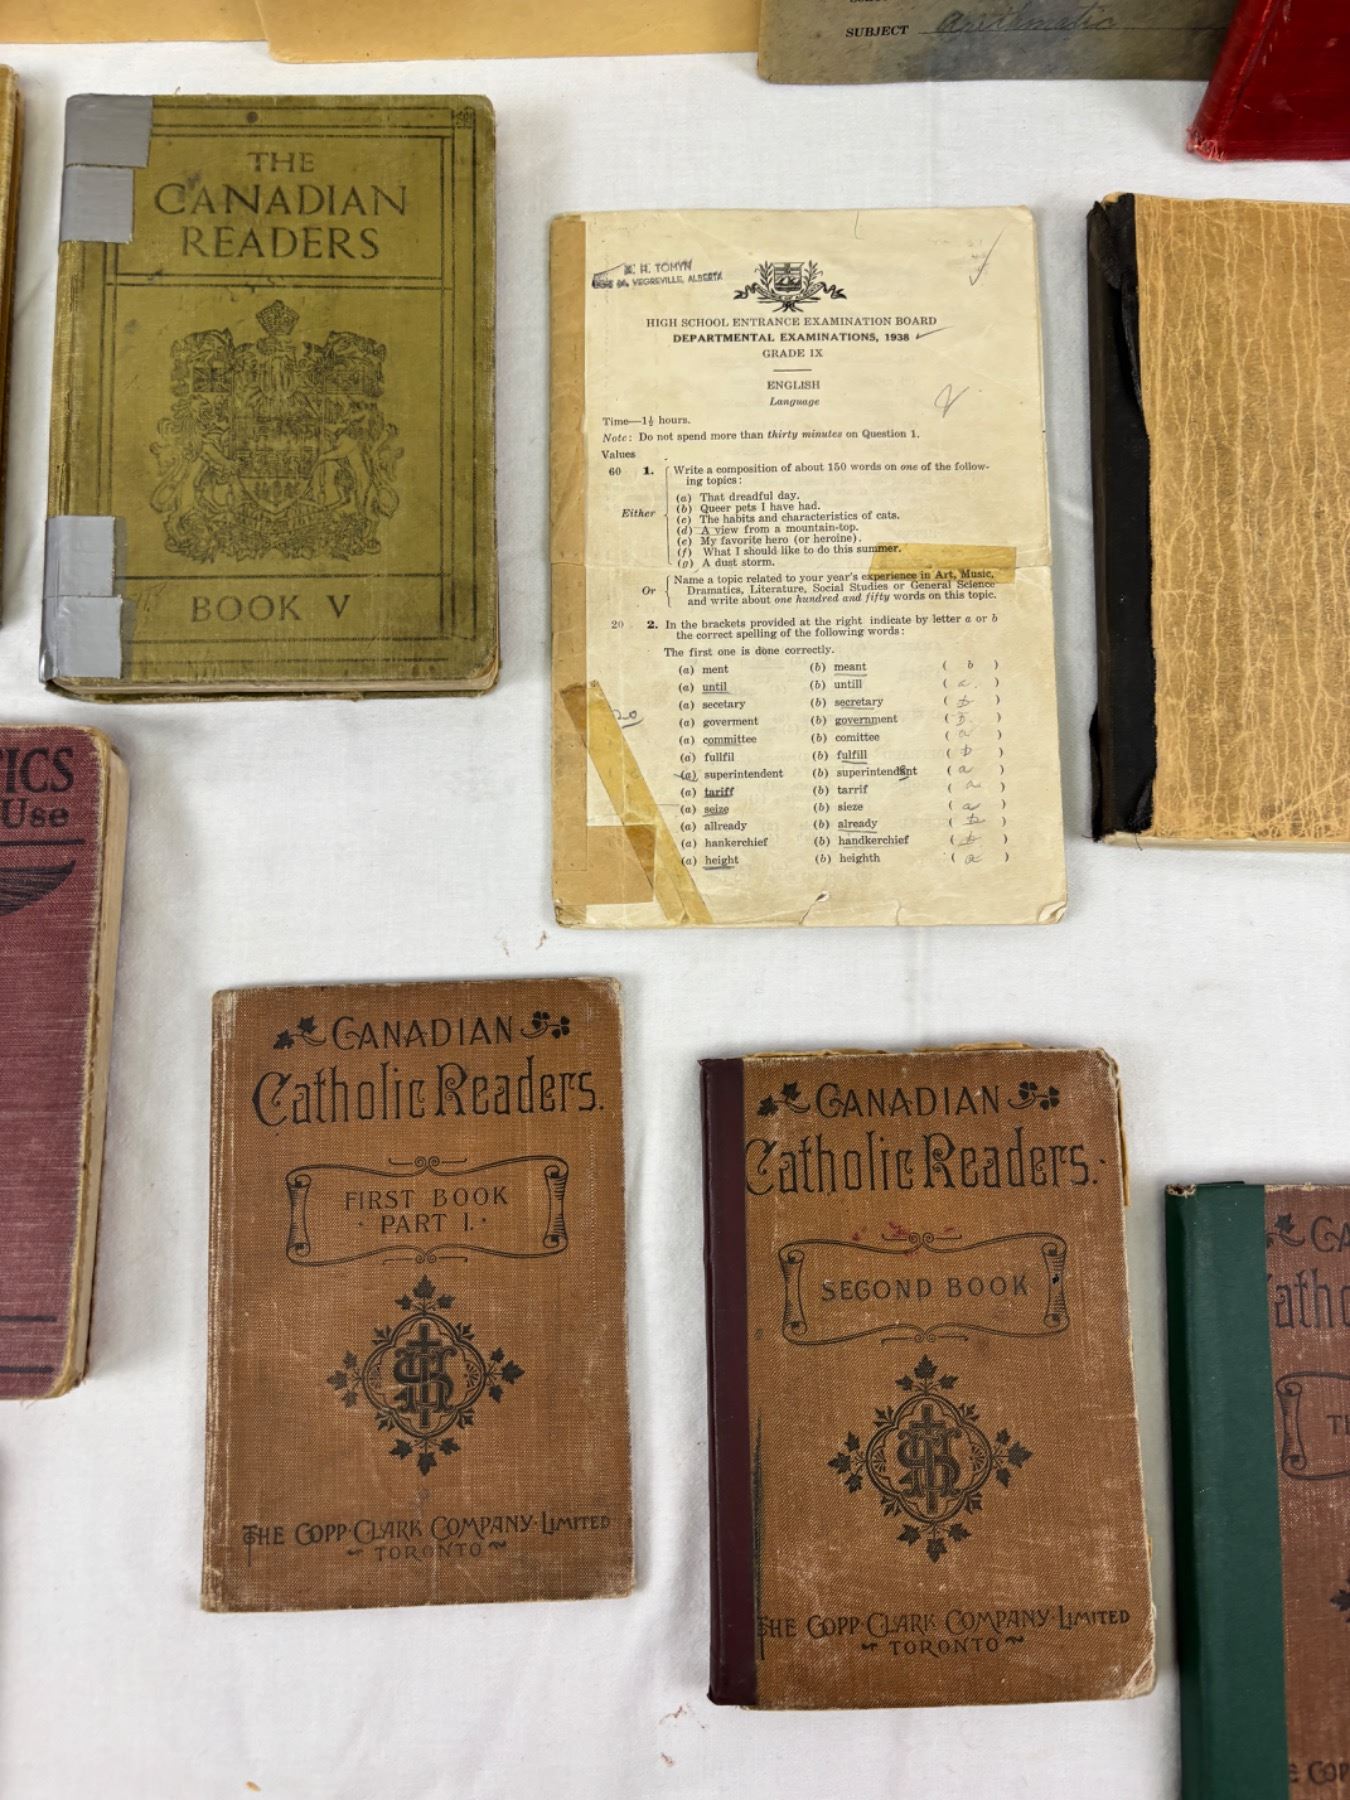 SUBJECT arithmatic
THE
CANADIAN
READERS
BOOK V
H. TOMYN
VEGREVILLE, ALBERTA
HIGH SCHOOL ENTRANCE EXAMINATION BOARD
DEPARTMENTAL EXAMINATIONS, 1938
GRADE IX
ENGLISH
Language
Time—1½ hours.
Note: Do not spend more than thirty minutes on Question 1.
Values
60 1. Write a composition of about 150 words on one of the follow-
ing topics:
(a) That dreadful day.
(b) Queer pets I have had.
Either (c) The habits and characteristics of cats.
(d) A view from a mountain-top.
(e) My favorite hero (or heroine).
(f) What I should like to do this summer.
(g) A dust storm.
Name a topic related to your year's experience in Art, Music,
Or Dramatics, Literature, Social Studies or General Science
and write about one hundred and fifty words on this topic.
20 2. In the brackets provided at the right indicate by letter a or b
the correct spelling of the following words:
The first one is done correctly.
(a) ment (b) meant ( b )
(a) until (b) untill ( a )
(a) secetary (b) secretary ( b )
(a) goverment (b) government ( b )
(a) committee (b) comittee ( a )
(a) fullfil (b) fulfill ( b )
(a) superintendent (b) superintendant ( a )
(a) tariff (b) tarrif ( a )
(a) seize (b) sieze ( a )
(a) allready (b) already ( b )
(a) hankerchief (b) handkerchief ( b )
(a) height (b) heighth ( a )
20
TICS
Use
CANADIAN
Catholic Readers.
FIRST BOOK
· PART I. ·
THE COPP·CLARK COMPANY·LIMITED
TORONTO
CANADIAN
Catholic Readers.
SECOND BOOK
THE COPP·CLARK COMPANY·LIMITED
TORONTO
CA
atho
TH
E COP